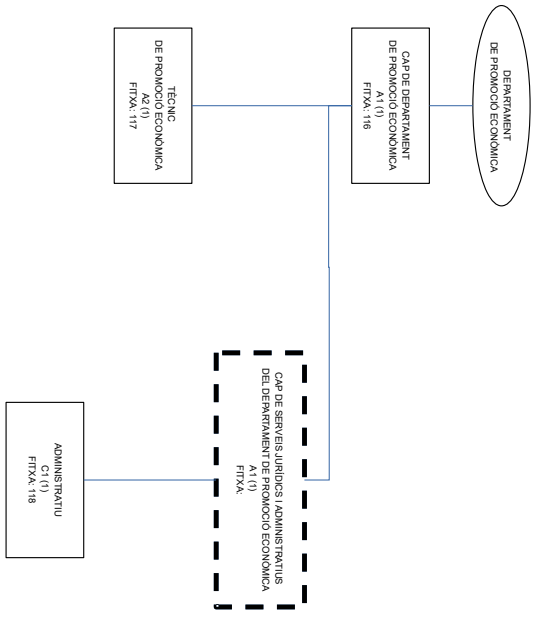 DEPARTAMENT
DE PROMOCIÓ ECONÒMICA
CAP DE DEPARTAMENT
DE PROMOCIÓ ECONÒMICA
A1 (1)
FITXA: 116
TÈCNIC
DE PROMOCIÓ ECONÒMICA
A2 (1)
FITXA: 117
CAP DE SERVEIS JURÍDICS I ADMINISTRATIUS
DEL DEPARTAMENT DE PROMOCIÓ ECONÒMICA
A1 (1)
FITXA:
ADMINISTRATIU
C1 (1)
FITXA: 118